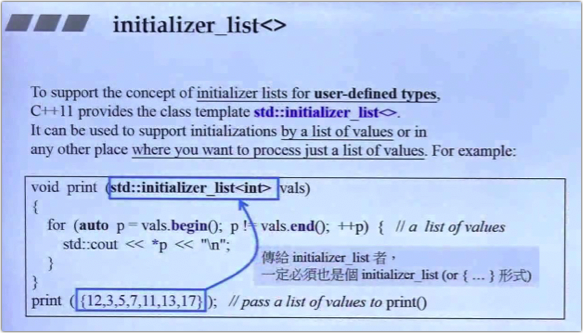 initializer_list<>
To support the concept of initializer lists for user-defined types,
C++11 provides the class template std::initializer_list<>.
It can be used to support initializations by a list of values or in
any other place where you want to process just a list of values. For example:
void print (std::initializer_list<int> vals)
{
for (auto p = vals.begin(); p != vals.end(); ++p) { // a list of values
std::cout << *p << "\n";
}
}
傳給 initializer_list 者，
一定必須也是個 initializer_list (or { ... } 形式)
print ( {12,3,5,7,11,13,17} ); // pass a list of values to print()